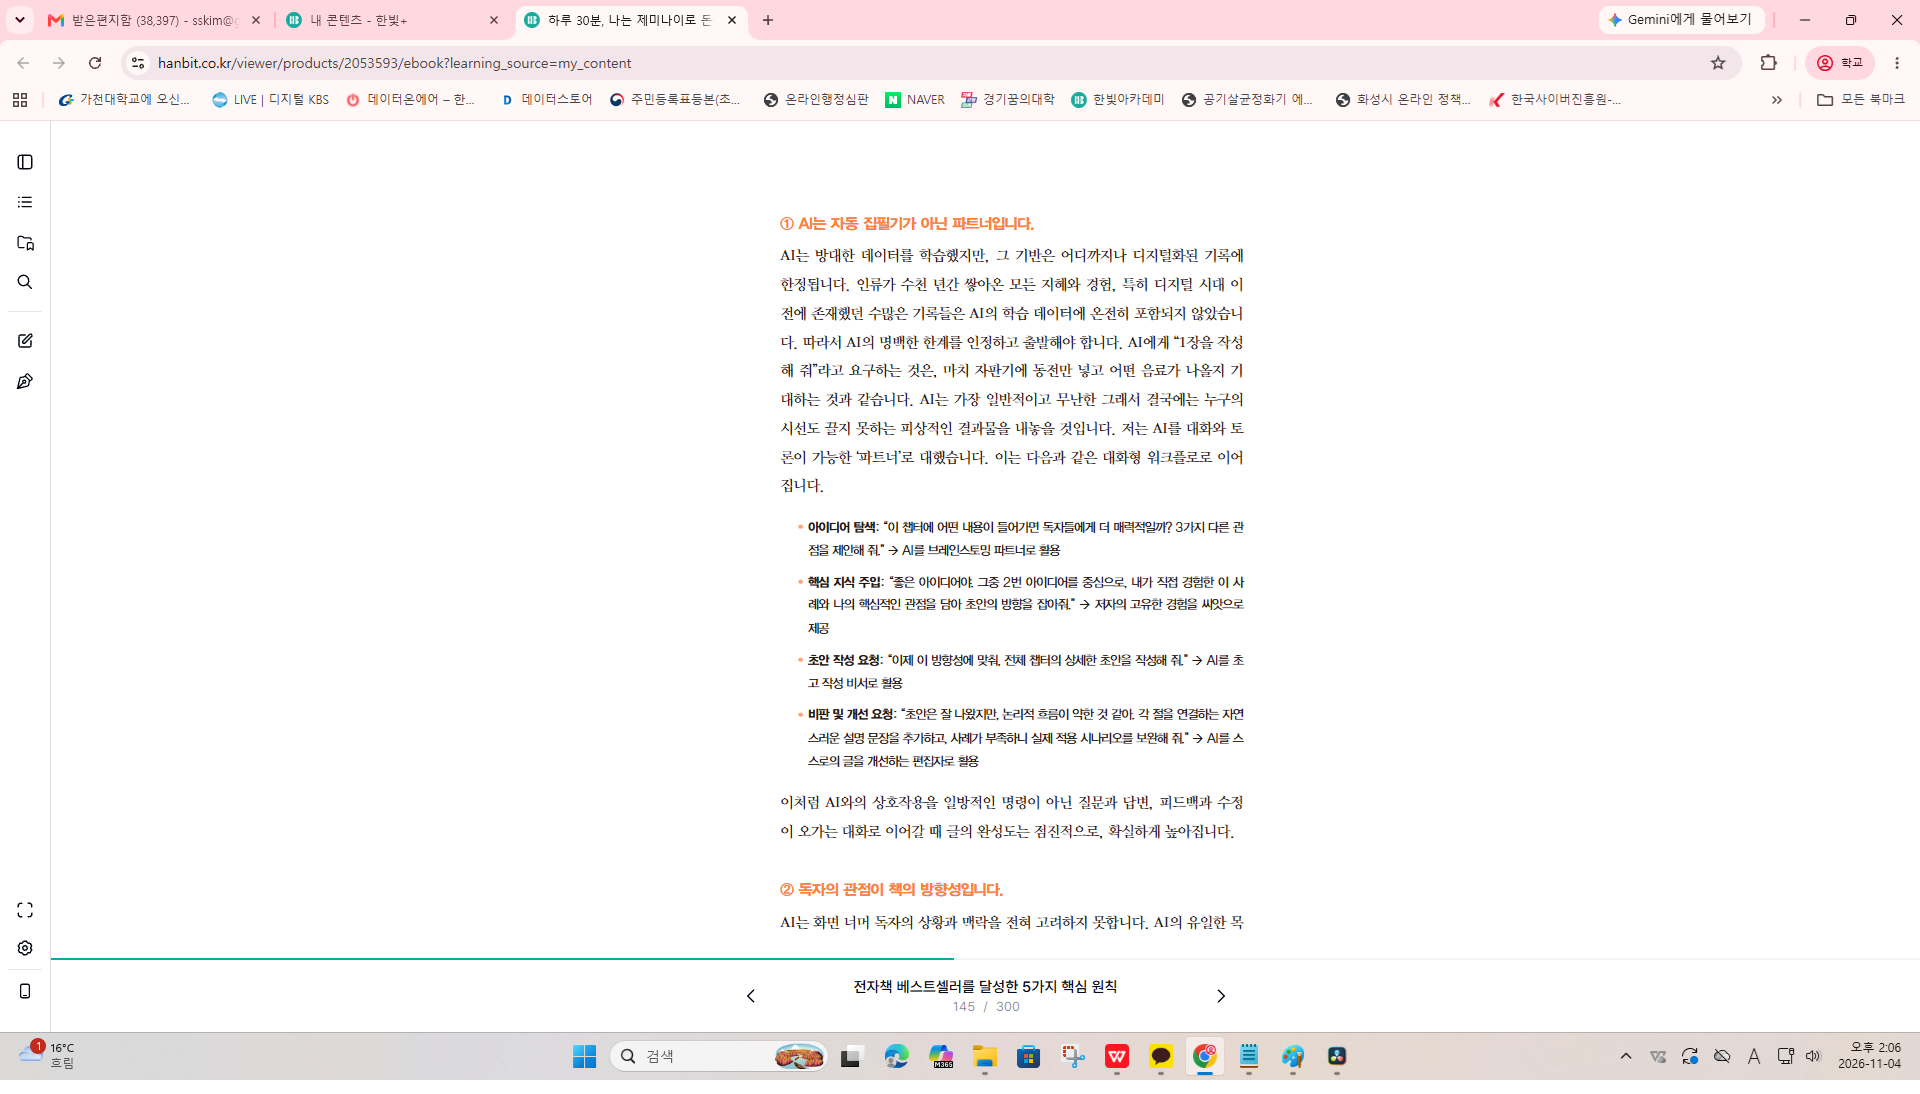 받은편지함 (38,397) - sskim@g
내 콘텐츠 - 한빛+
하루 30분, 나는 제미나이로 돈
Gemini에게 물어보기
hanbit.co.kr/viewer/products/2053593/ebook?learning_source=my_content
학교
가천대학교에 오신...
LIVE | 디지털 KBS
데이터온에어 – 한...
데이터스토어
주민등록표등본(초...
온라인행정심판
NAVER
경기꿈의대학
한빛아카데미
공기살균정화기 에...
화성시 온라인 정책...
한국사이버진흥원-...
모든 북마크
① AI는 자동 집필기가 아닌 파트너입니다.
AI는 방대한 데이터를 학습했지만, 그 기반은 어디까지나 디지털화된 기록에
한정됩니다. 인류가 수천 년간 쌓아온 모든 지혜와 경험, 특히 디지털 시대 이
전에 존재했던 수많은 기록들은 AI의 학습 데이터에 온전히 포함되지 않았습니
다. 따라서 AI의 명백한 한계를 인정하고 출발해야 합니다. AI에게 “1장을 작성
해 줘”라고 요구하는 것은, 마치 자판기에 동전만 넣고 어떤 음료가 나올지 기
대하는 것과 같습니다. AI는 가장 일반적이고 무난한 그래서 결국에는 누구의
시선도 끌지 못하는 피상적인 결과물을 내놓을 것입니다. 저는 AI를 대화와 토
론이 가능한 ‘파트너’로 대했습니다. 이는 다음과 같은 대화형 워크플로로 이어
집니다.
• 아이디어 탐색: “이 챕터에 어떤 내용이 들어가면 독자들에게 더 매력적일까? 3가지 다른 관
점을 제안해 줘.” → AI를 브레인스토밍 파트너로 활용
• 핵심 지식 주입: “좋은 아이디어야. 그중 2번 아이디어를 중심으로, 내가 직접 경험한 이 사
례와 나의 핵심적인 관점을 담아 초안의 방향을 잡아줘.” → 저자의 고유한 경험을 씨앗으로
제공
• 초안 작성 요청: “이제 이 방향성에 맞춰, 전체 챕터의 상세한 초안을 작성해 줘.” → AI를 초
고 작성 비서로 활용
• 비판 및 개선 요청: “초안은 잘 나왔지만, 논리적 흐름이 약한 것 같아. 각 절을 연결하는 자연
스러운 설명 문장을 추가하고, 사례가 부족하니 실제 적용 시나리오를 보완해 줘.” → AI를 스
스로의 글을 개선하는 편집자로 활용
이처럼 AI와의 상호작용을 일방적인 명령이 아닌 질문과 답변, 피드백과 수정
이 오가는 대화로 이어갈 때 글의 완성도는 점진적으로, 확실하게 높아집니다.
② 독자의 관점이 책의 방향성입니다.
AI는 화면 너머 독자의 상황과 맥락을 전혀 고려하지 못합니다. AI의 유일한 목
전자책 베스트셀러를 달성한 5가지 핵심 원칙
145 / 300
1
16°C
흐림
검색
M365
A
오후 2:06
2026-11-04